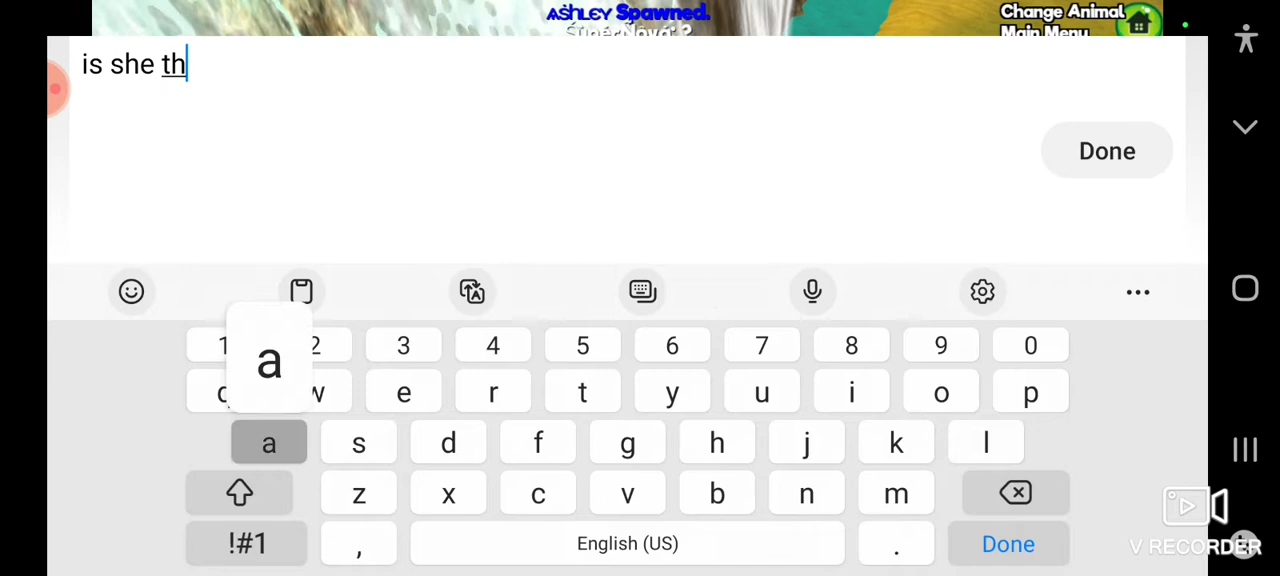 ASHLEY Spawned.
SupérNová ?
Change Animal
Main Menu
is she th
Done
a
1 2 3 4 5 6 7 8 9 0
q w e r t y u i o p
a s d f g h j k l
z x c v b n m
!#1 , English (US) . Done
V RECORDER